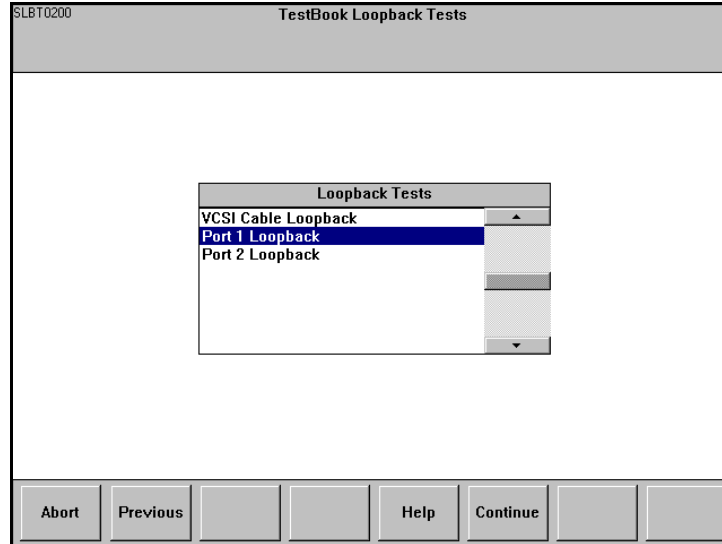 SLBT0200
TestBook Loopback Tests
Loopback Tests
VCSI Cable Loopback
Port 1 Loopback
Port 2 Loopback
Abort
Previous
Help
Continue